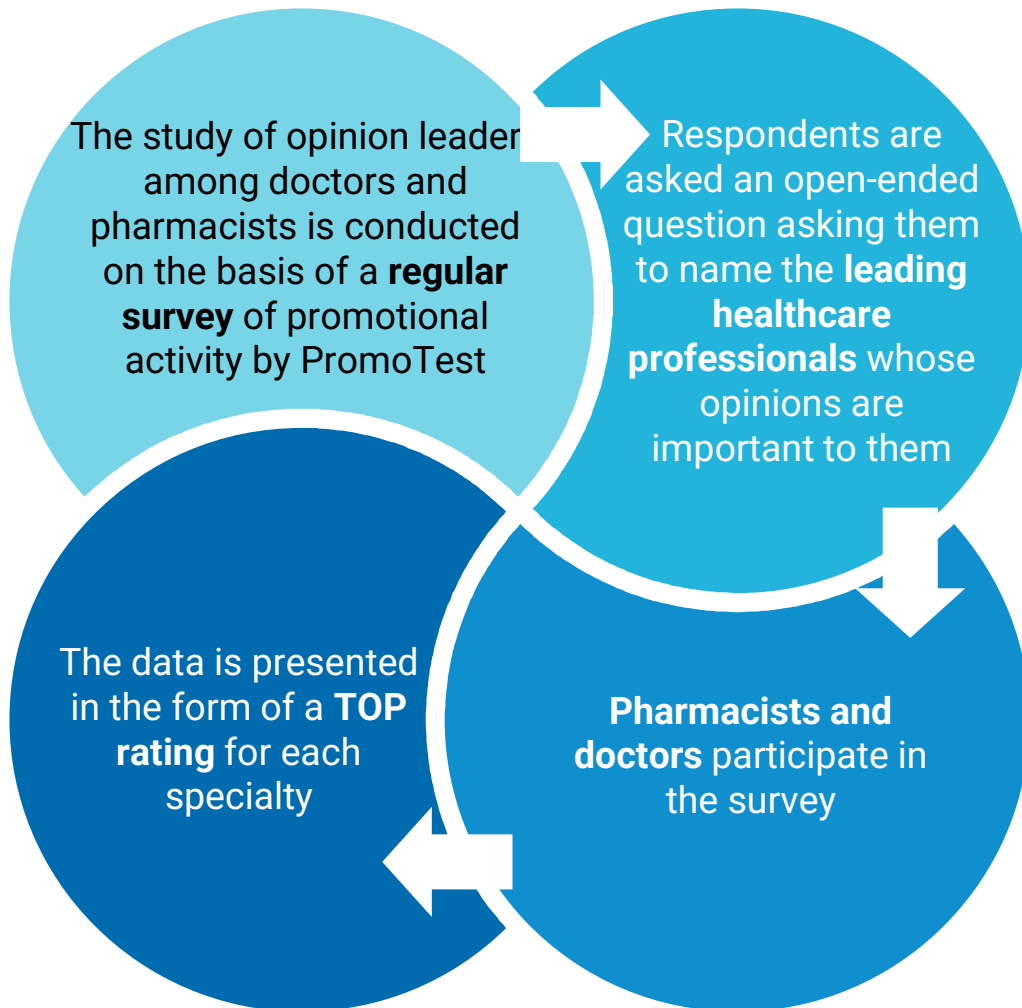 The study of opinion leader
among doctors and
pharmacists is conducted
on the basis of a regular
survey of promotional
activity by PromoTest
Respondents are
asked an open-ended
question asking them
to name the leading
healthcare
professionals whose
opinions are
important to them
Pharmacists and
doctors participate in
the survey
The data is presented
in the form of a TOP
rating for each
specialty